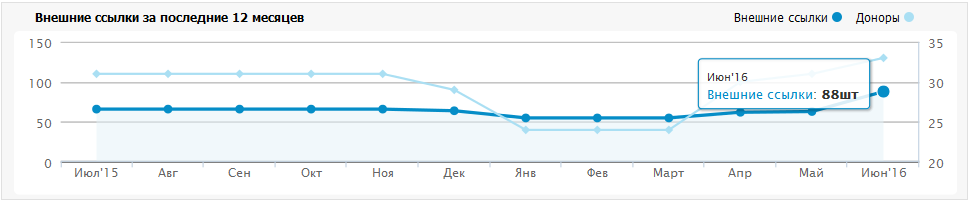 Внешние ссылки за последние 12 месяцев
Внешние ссылки Доноры
150 35
100 30
50 25
0 20
Июн'16
Внешние ссылки: 88шт
Июл'15 Авг Сен Окт Ноя Дек Янв Фев Март Апр Май Июн'16